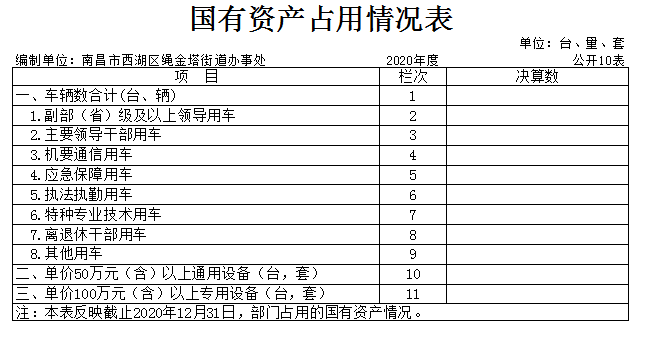 国有资产占用情况表
单位：台、量、套
编制单位：南昌市西湖区绳金塔街道办事处 2020年度 公开10表
项 目 栏次 决算数
一、车辆数合计(台、辆) 1
1.副部（省）级及以上领导用车 2
2.主要领导干部用车 3
3.机要通信用车 4
4.应急保障用车 5
5.执法执勤用车 6
6.特种专业技术用车 7
7.离退休干部用车 8
8.其他用车 9
二、单价50万元（含）以上通用设备（台，套） 10
三、单价100万元（含）以上专用设备（台，套） 11
注：本表反映截止2020年12月31日，部门占用的国有资产情况。